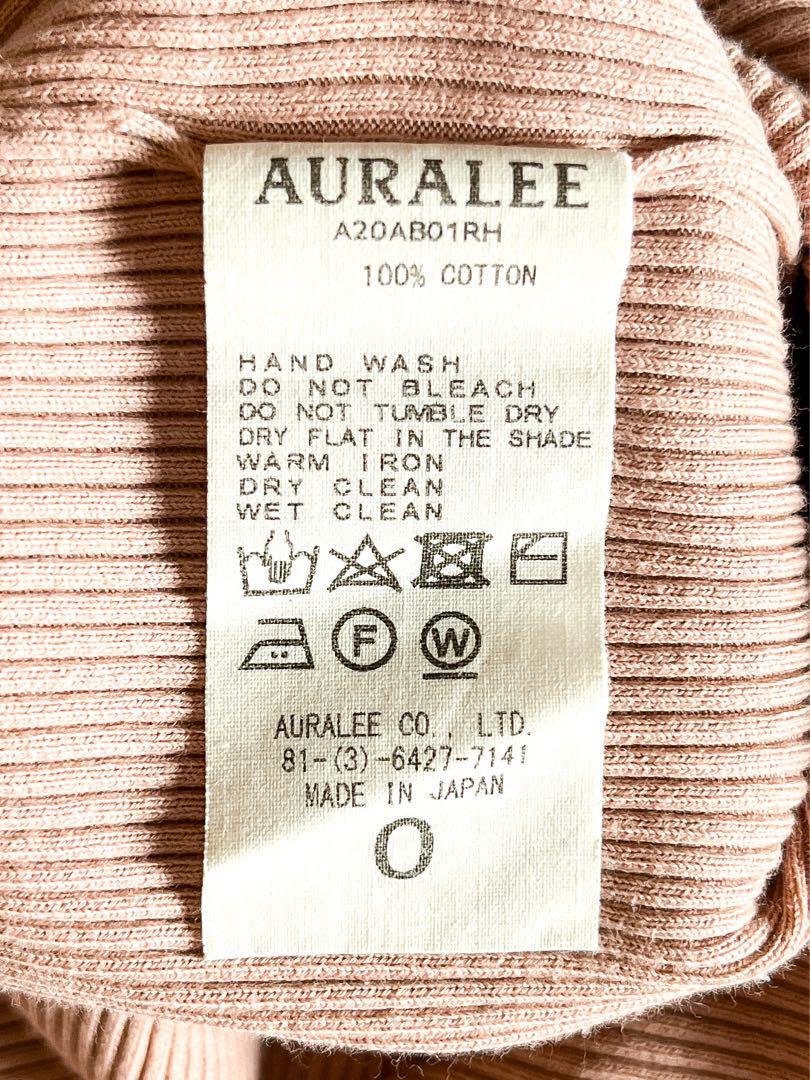 AURALEE
A20AB01RH
100% COTTON
HAND WASH
DO NOT BLEACH
DO NOT TUMBLE DRY
DRY FLAT IN THE SHADE
WARM IRON
DRY CLEAN
WET CLEAN
F W
AURALEE CO., LTD.
81-(3)-6427-7141
MADE IN JAPAN
O